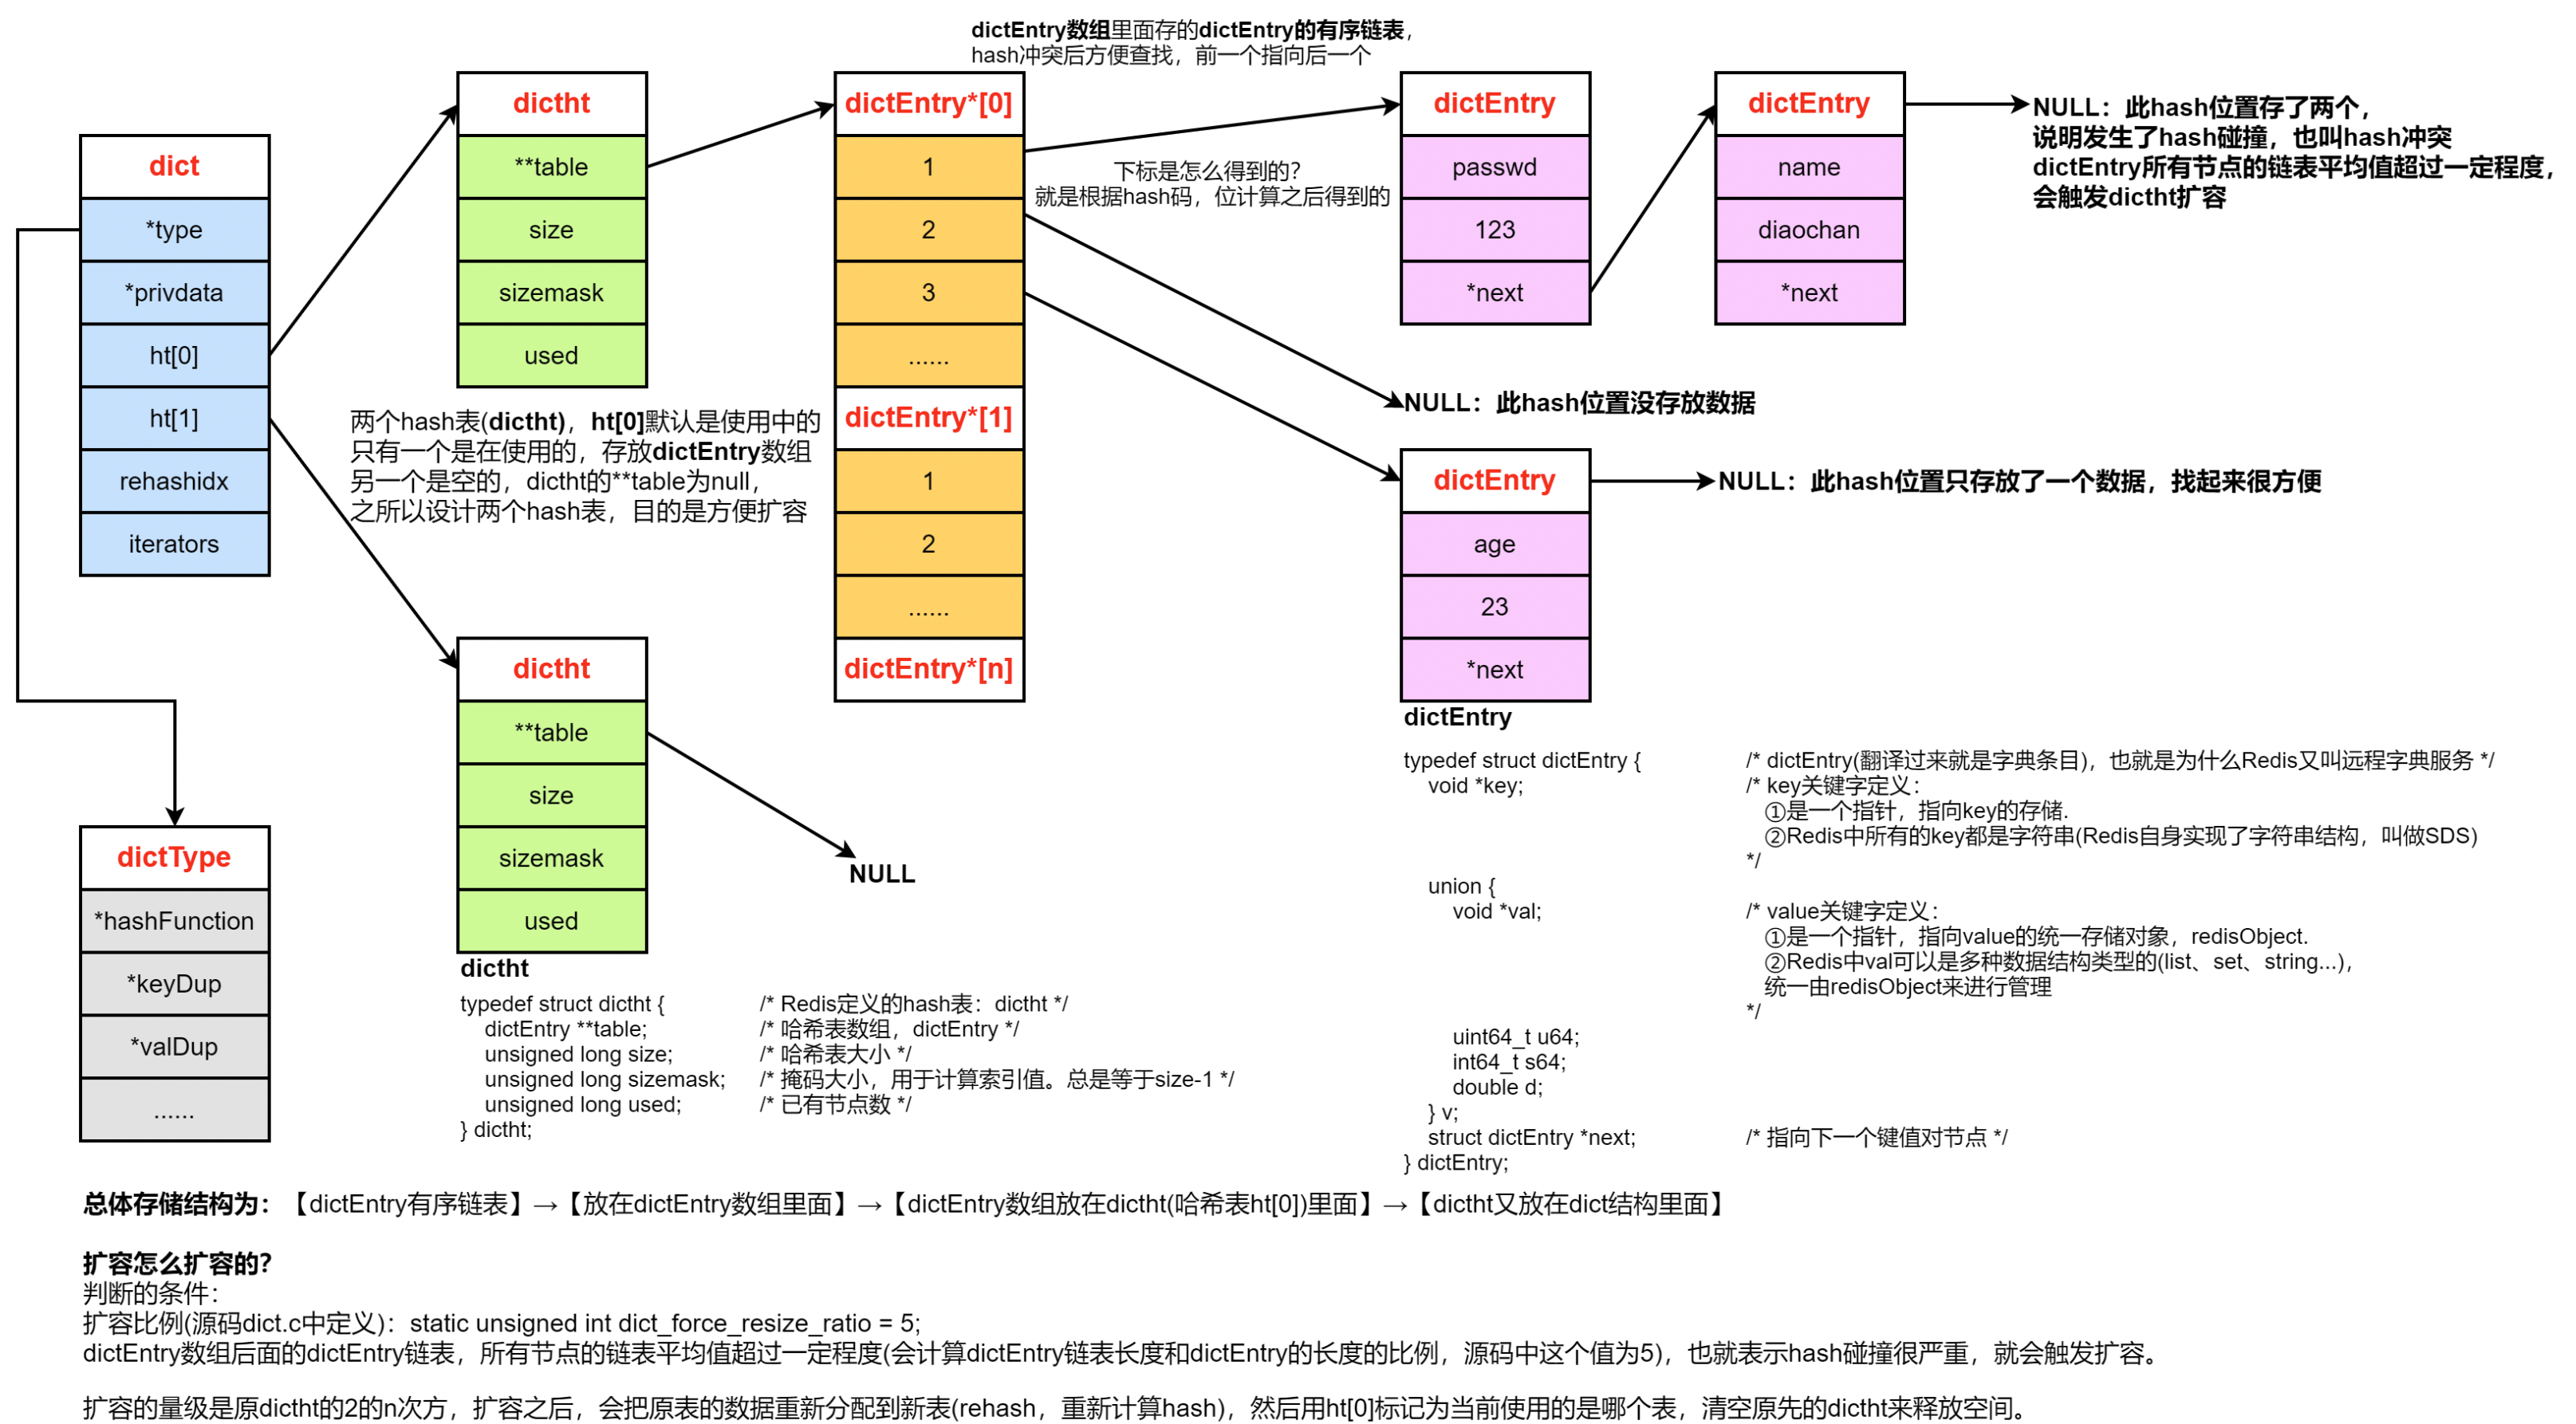 dictEntry数组里面存的dictEntry的有序链表，
hash冲突后方便查找，前一个指向后一个
dict
*type
*privdata
ht[0]
ht[1]
rehashidx
iterators
dictht
**table
size
sizemask
used
dictEntry*[0]
1
2
3
......
dictEntry*[1]
1
2
......
dictEntry*[n]
下标是怎么得到的？
就是根据hash码，位计算之后得到的
dictEntry
passwd
123
*next
dictEntry
name
diaochan
*next
NULL：此hash位置存了两个，
说明发生了hash碰撞，也叫hash冲突
dictEntry所有节点的链表平均值超过一定程度，
会触发dictht扩容
NULL：此hash位置没存放数据
两个hash表(dictht)，ht[0]默认是使用中的
只有一个是在使用的，存放dictEntry数组
另一个是空的，dictht的**table为null，
之所以设计两个hash表，目的是方便扩容
dictEntry
age
23
*next
NULL：此hash位置只存放了一个数据，找起来很方便
dictht
**table
size
sizemask
used
NULL
dictType
*hashFunction
*keyDup
*valDup
......
dictht
typedef struct dictht { /* Redis定义的hash表：dictht */
dictEntry **table; /* 哈希表数组，dictEntry */
unsigned long size; /* 哈希表大小 */
unsigned long sizemask; /* 掩码大小，用于计算索引值。总是等于size-1 */
unsigned long used; /* 已有节点数 */
} dictht;
dictEntry
typedef struct dictEntry { /* dictEntry(翻译过来就是字典条目)，也就是为什么Redis又叫远程字典服务 */
void *key; /* key关键字定义：
①是一个指针，指向key的存储.
②Redis中所有的key都是字符串(Redis自身实现了字符串结构，叫做SDS)
*/
union {
void *val; /* value关键字定义：
①是一个指针，指向value的统一存储对象，redisObject.
②Redis中val可以是多种数据结构类型的(list、set、string...)，
统一由redisObject来进行管理
*/
uint64_t u64;
int64_t s64;
double d;
} v;
struct dictEntry *next; /* 指向下一个键值对节点 */
} dictEntry;
总体存储结构为：【dictEntry有序链表】→【放在dictEntry数组里面】→【dictEntry数组放在dictht(哈希表ht[0])里面】→【dictht又放在dict结构里面】
扩容怎么扩容的？
判断的条件：
扩容比例(源码dict.c中定义)：static unsigned int dict_force_resize_ratio = 5;
dictEntry数组后面的dictEntry链表，所有节点的链表平均值超过一定程度(会计算dictEntry链表长度和dictEntry的长度的比例，源码中这个值为5)，也就表示hash碰撞很严重，就会触发扩容。
扩容的量级是原dictht的2的n次方，扩容之后，会把原表的数据重新分配到新表(rehash，重新计算hash)，然后用ht[0]标记为当前使用的是哪个表，清空原先的dictht来释放空间。